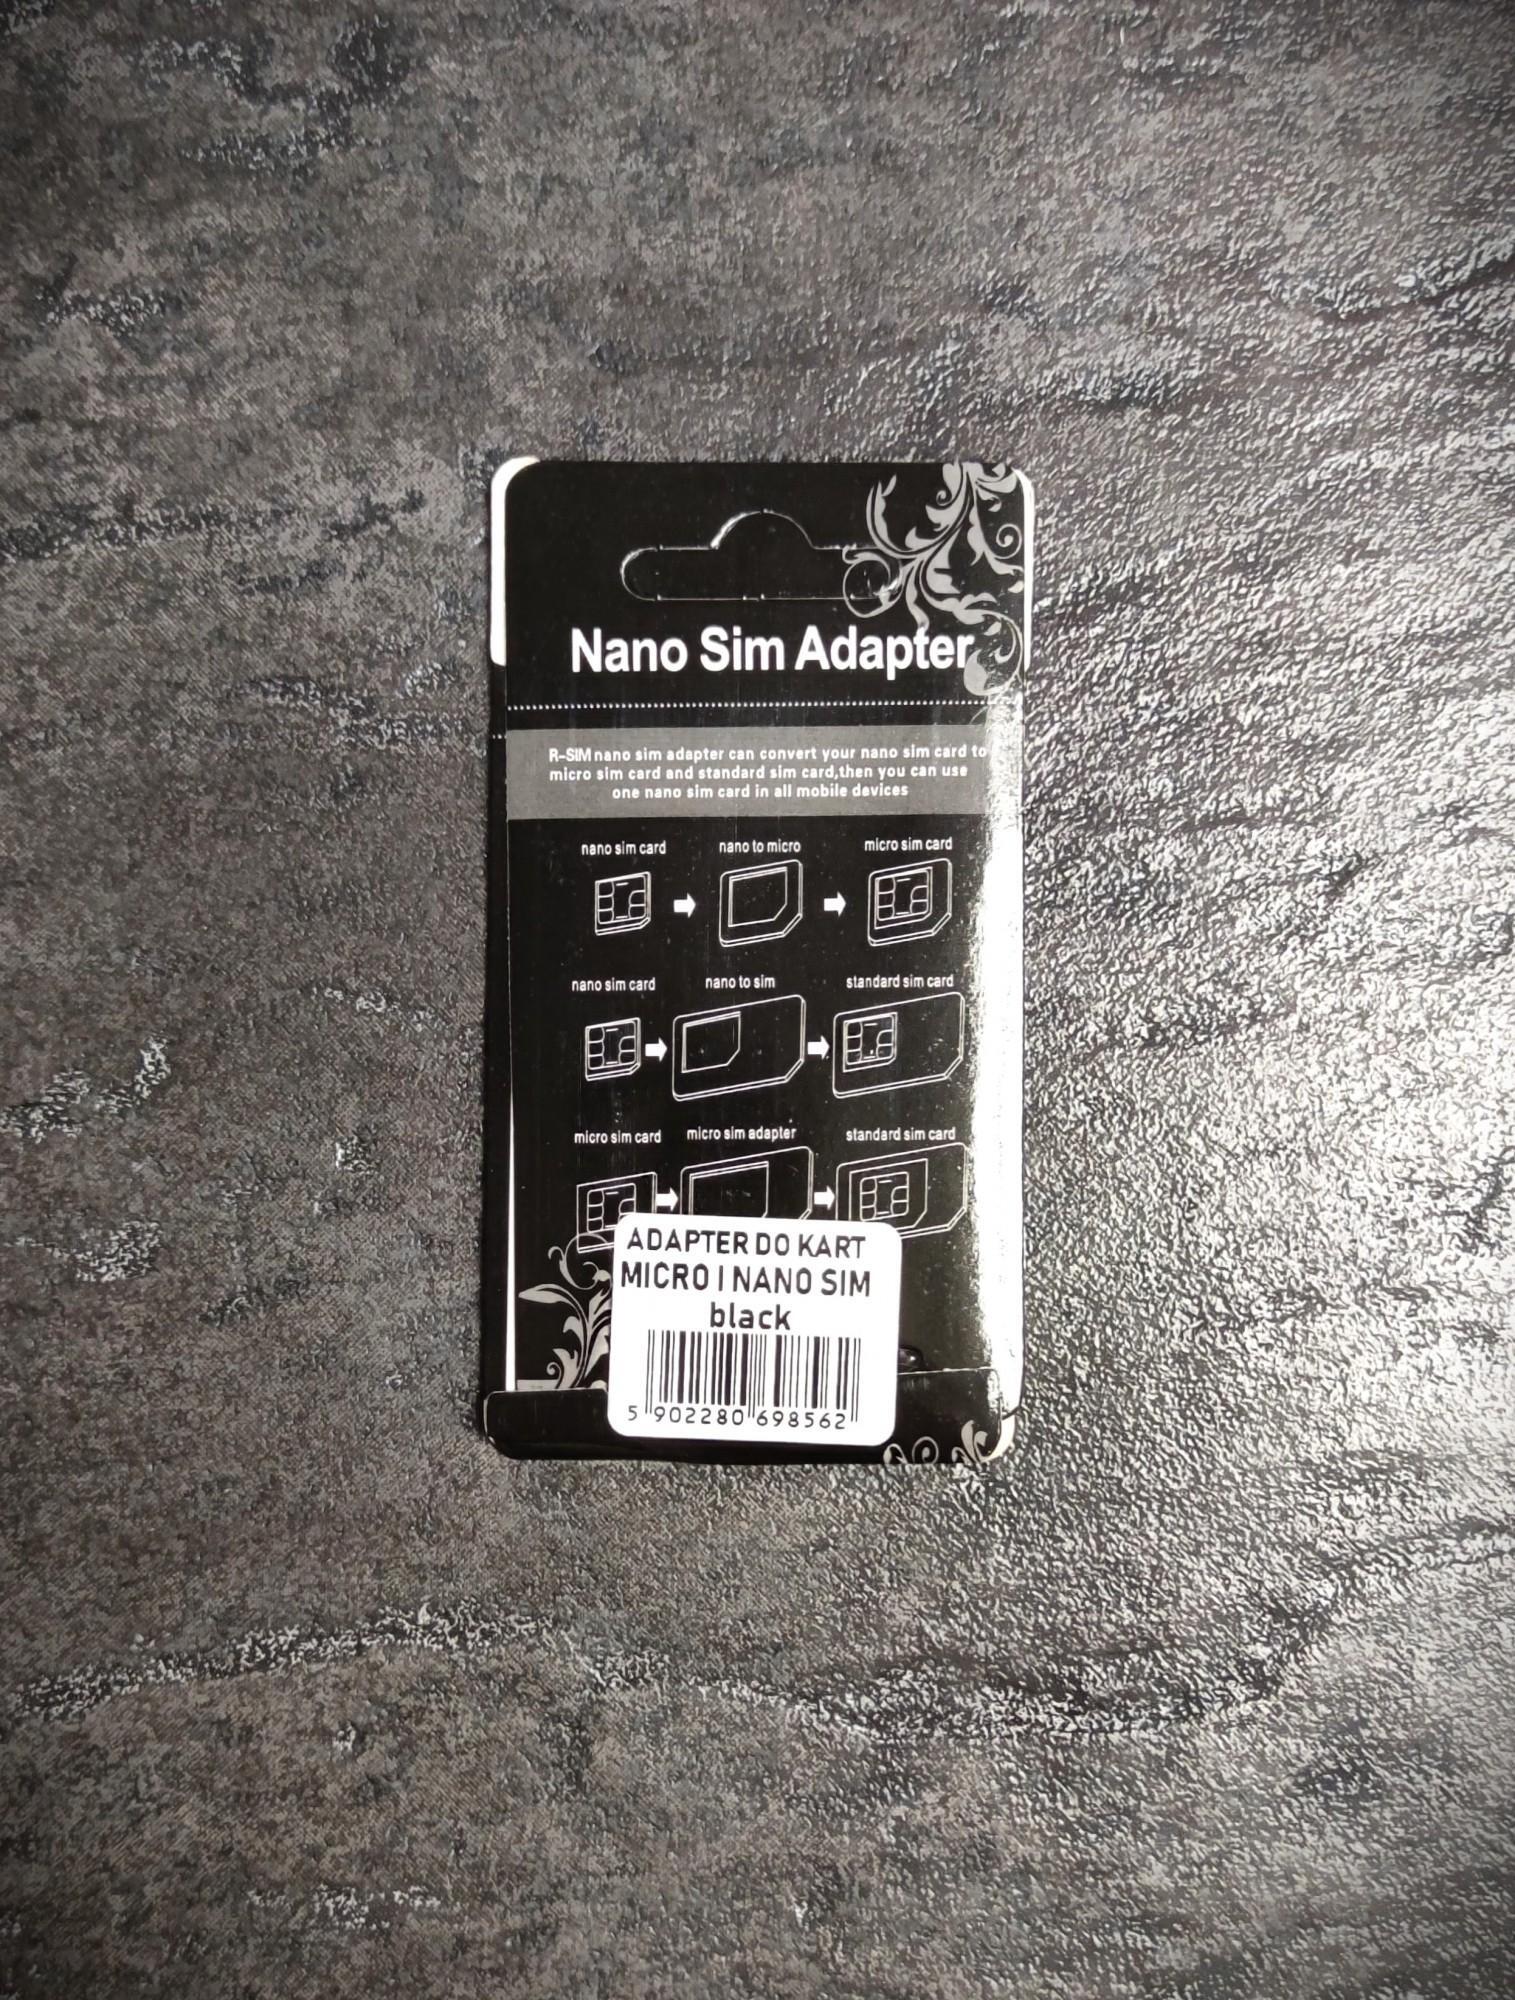 Nano Sim Adapter
R-SIM nano sim adapter can convert your nano sim card to
micro sim card and standard sim card,then you can use
one nano sim card in all mobile devices
nano sim card nano to micro micro sim card
nano sim card nano to sim standard sim card
micro sim card micro sim adapter standard sim card
ADAPTER DO KART
MICRO I NANO SIM
black
5 902280 698562